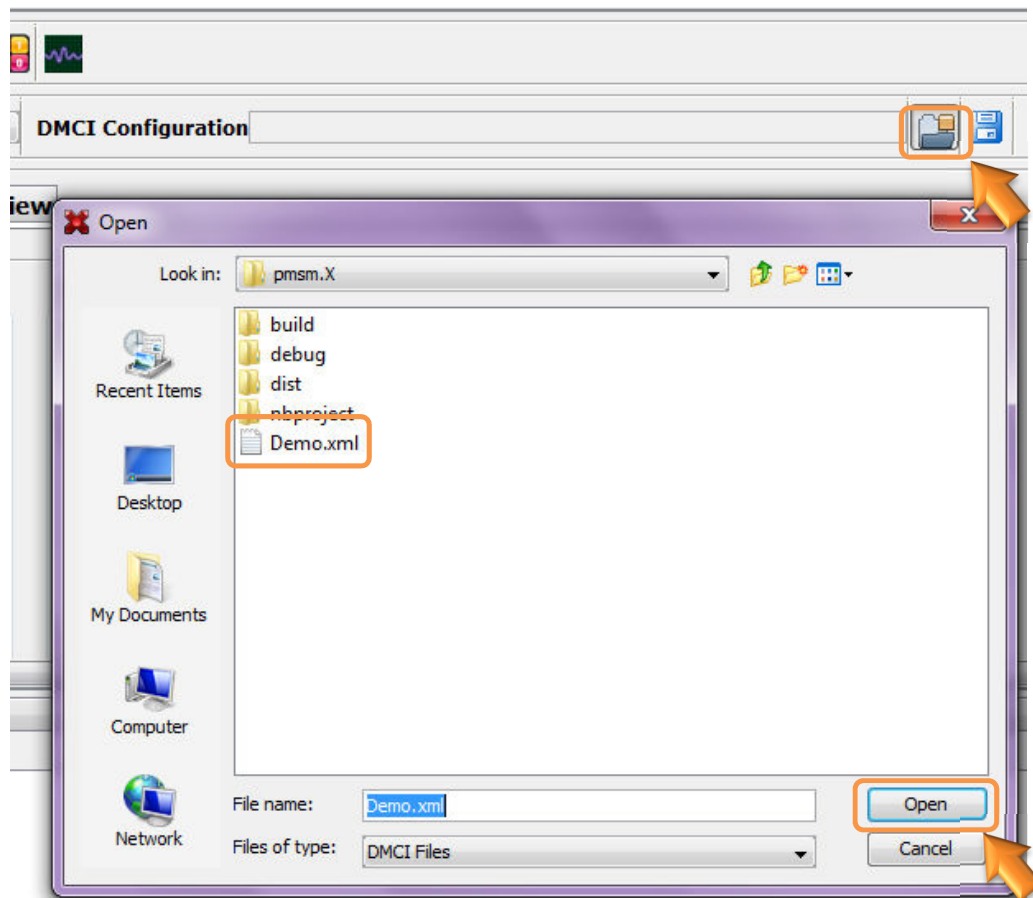 DMCI Configuration
iew
Open
Look in: pmsm.X
build
debug
dist
nbproject
Demo.xml
Recent Items
Desktop
My Documents
Computer
Network
File name: Demo.xml
Open
Files of type: DMCI Files
Cancel